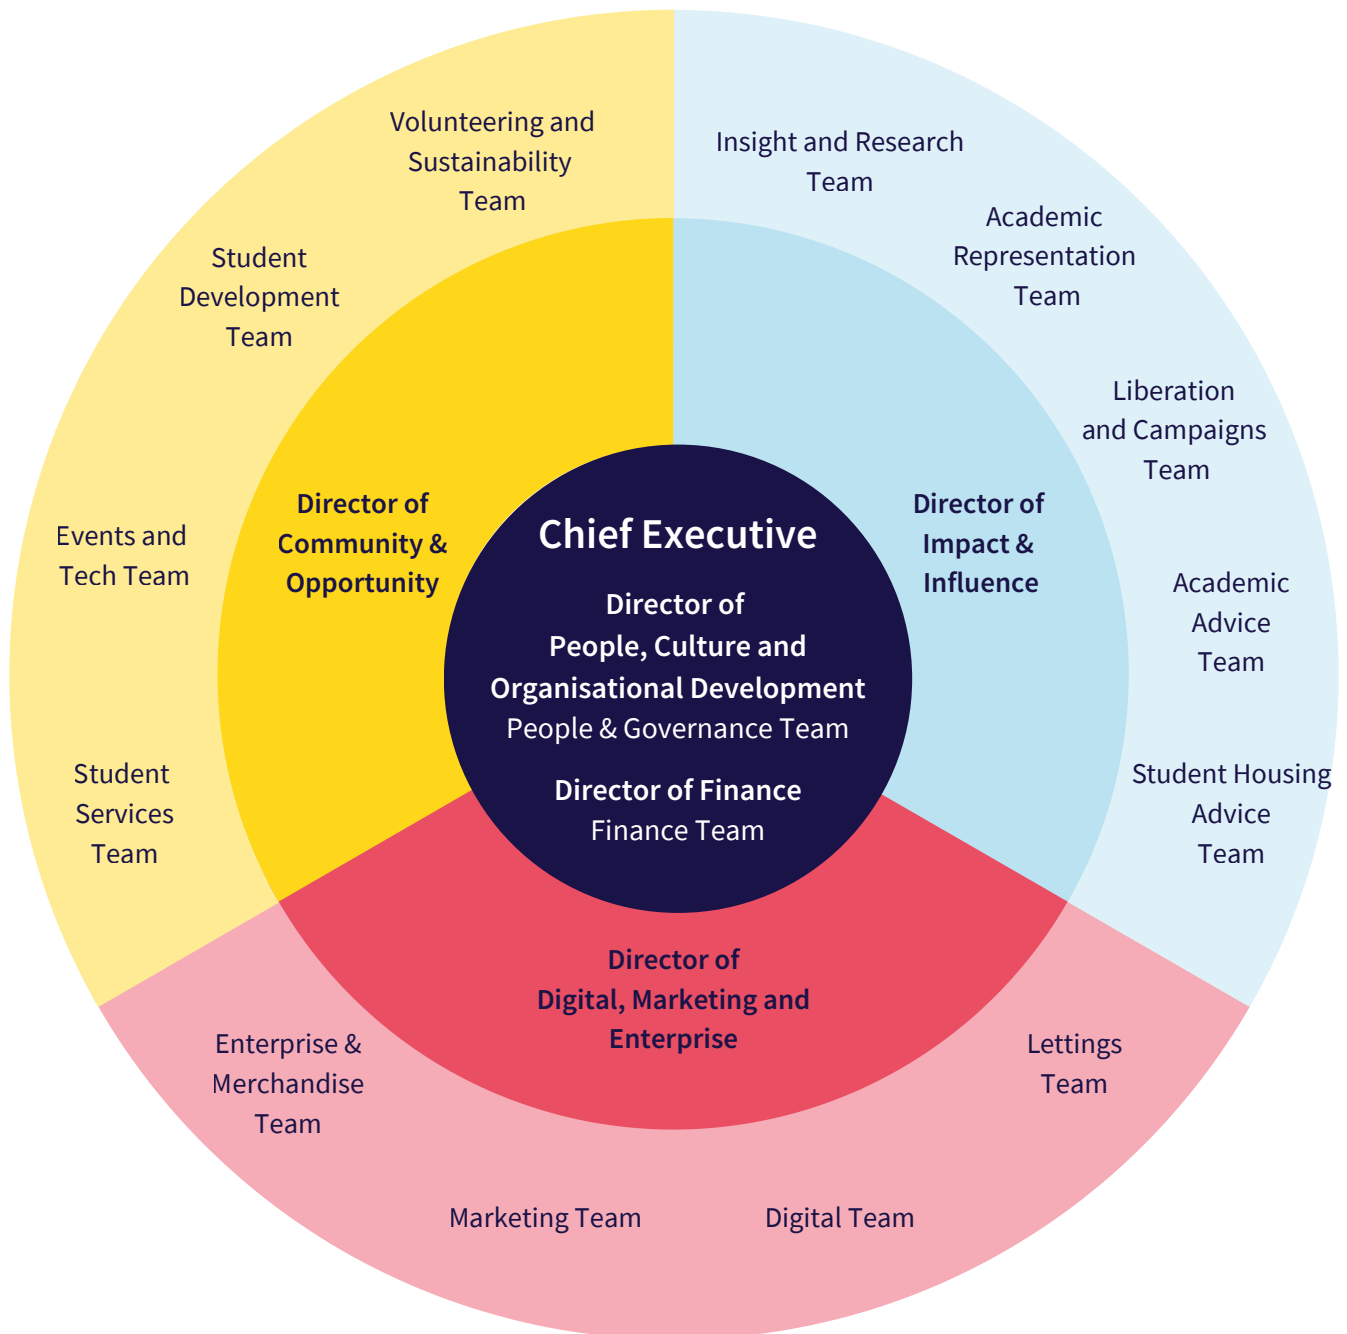 Volunteering and
Sustainability
Team
Student
Development
Team
Events and
Tech Team
Student
Services
Team
Director of
Community &
Opportunity
Insight and Research
Team
Academic
Representation
Team
Liberation
and Campaigns
Team
Academic
Advice
Team
Student Housing
Advice
Team
Director of
Impact &
Influence
Chief Executive
Director of
People, Culture and
Organisational Development
People & Governance Team
Director of Finance
Finance Team
Director of
Digital, Marketing and
Enterprise
Enterprise &
Merchandise
Team
Marketing Team
Digital Team
Lettings
Team